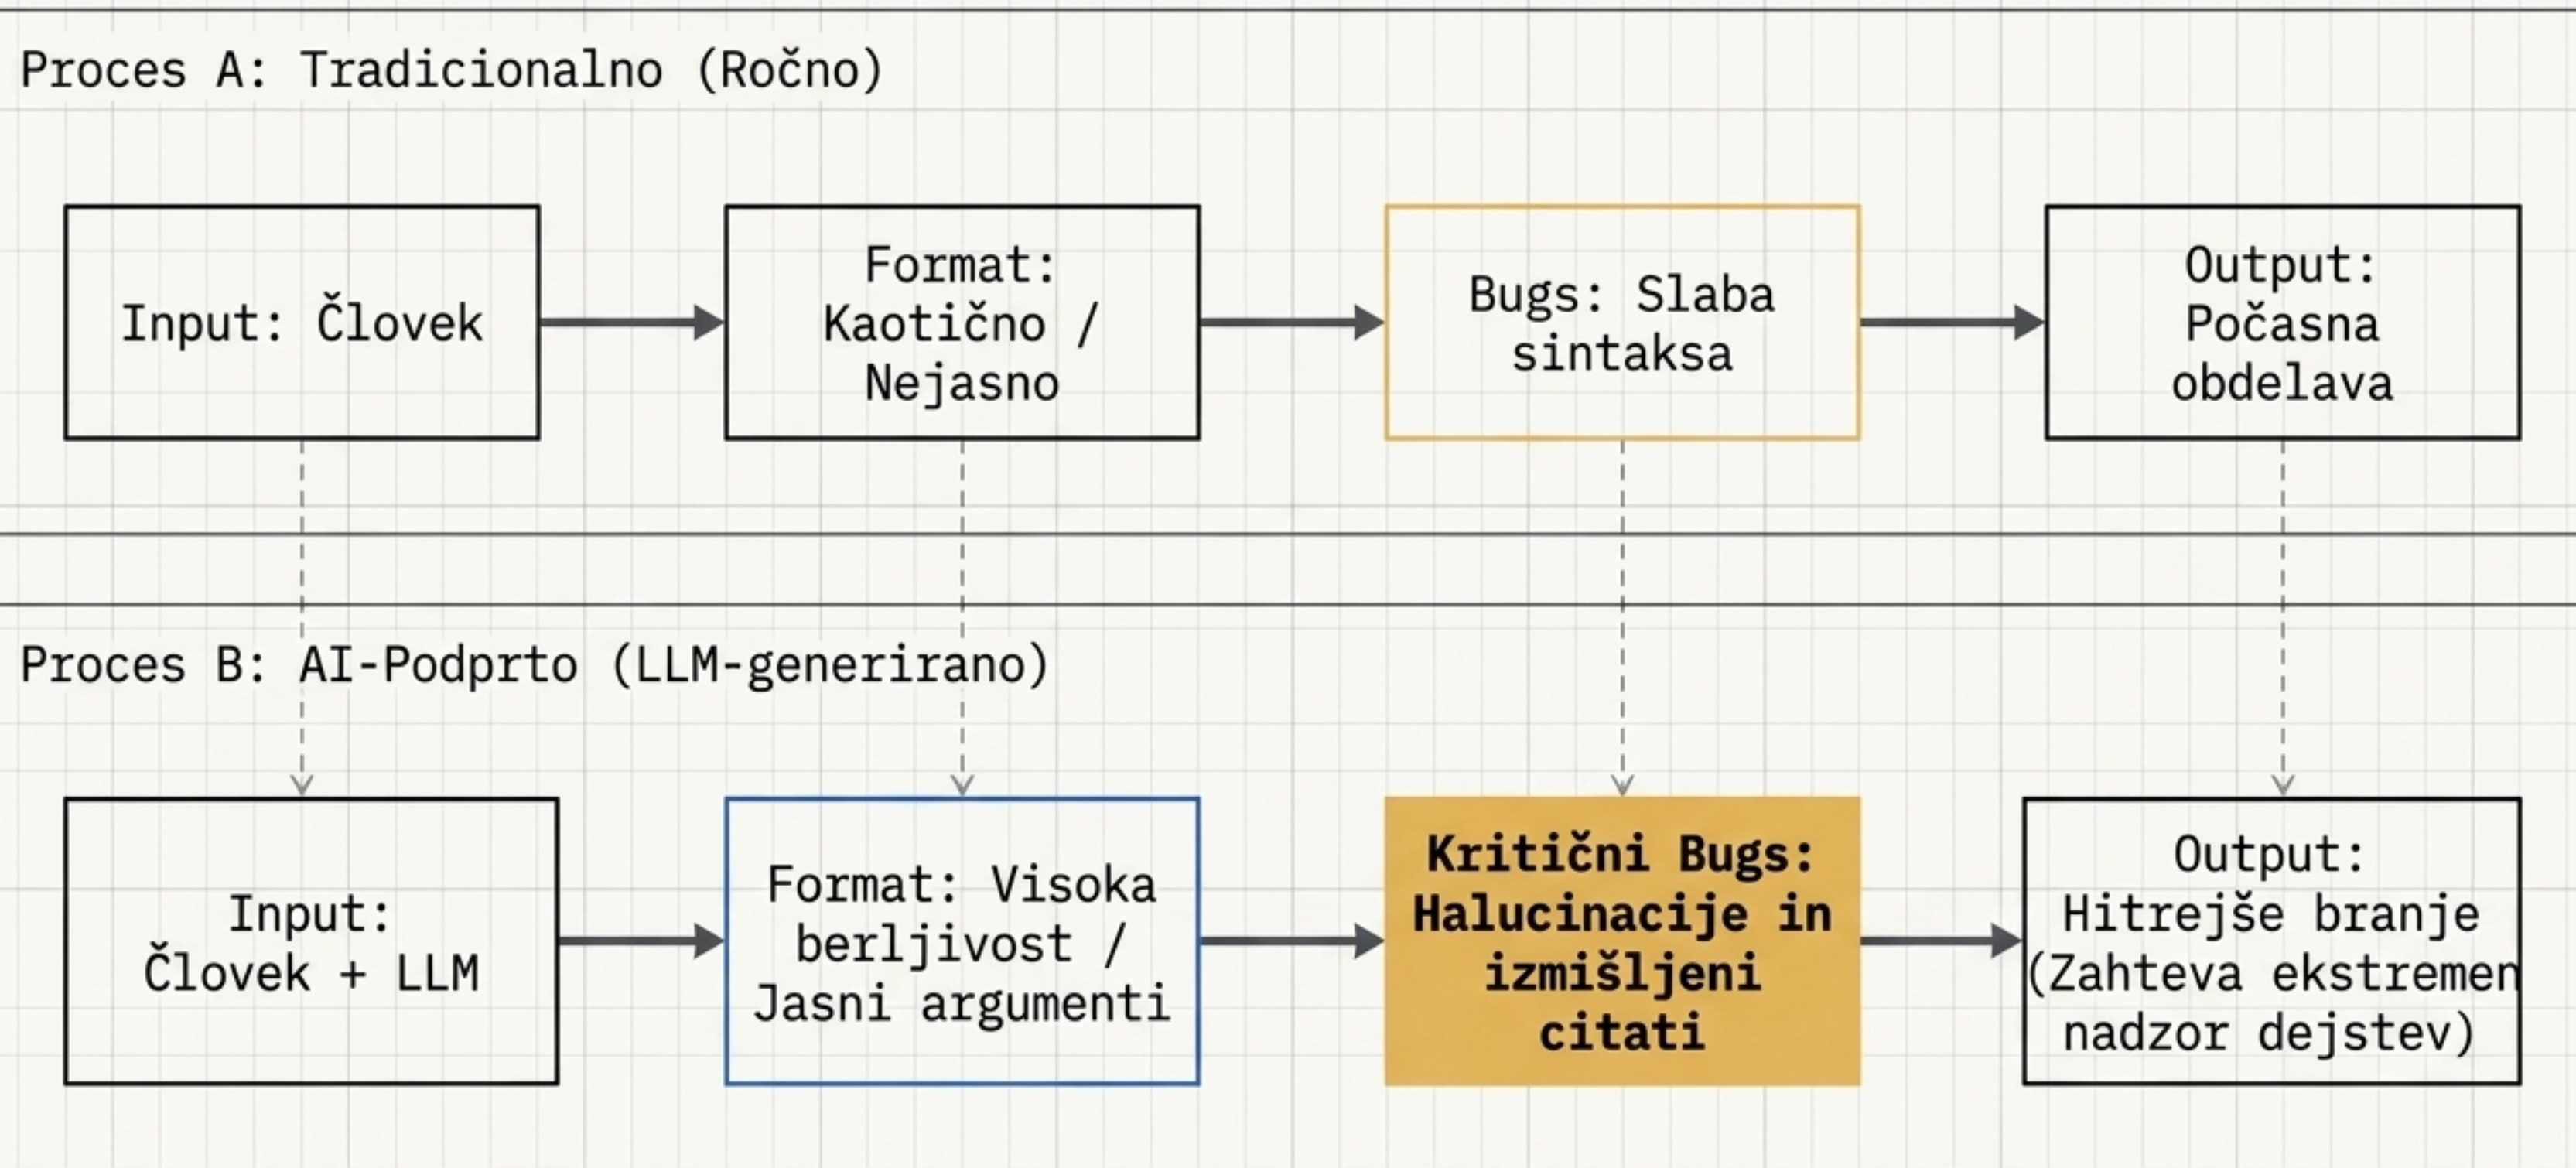 Proces A: Tradicionalno (Ročno)
Input: Človek
Format:
Kaotično /
Nejasno
Bugs: Slaba
sintaksa
Output:
Počasna
obdelava
Proces B: AI-Podprto (LLM-generirano)
Input:
Človek + LLM
Format: Visoka
berljivost /
Jasni argumenti
Kritični Bugs:
Halucinacije in
izmišljeni
citati
Output:
Hitrejše branje
(Zahteva ekstremen
nadzor dejstev)